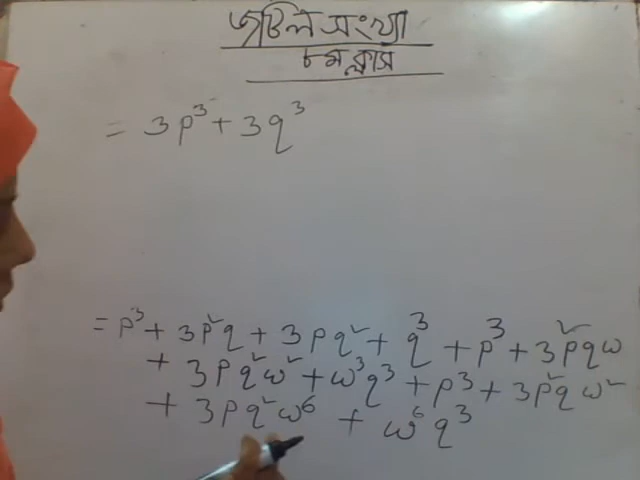 জটিল সংখ্যা
৮ম ক্লাস
= 3p³ + 3q³
= p³ + 3p²q + 3pq² + q³ + p³ + 3p²qω
+ 3pq²ω² + ω³q³ + p³ + 3p²qω²
+ 3pq²ω⁶ + ω⁶q³